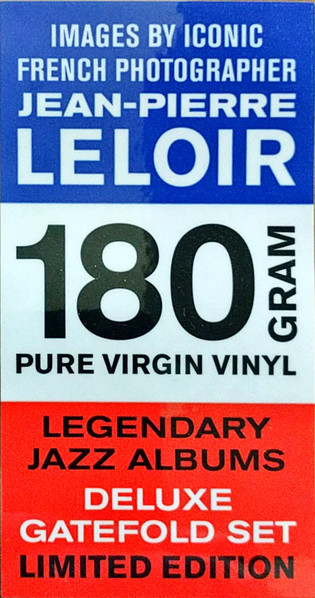 IMAGES BY ICONIC
FRENCH PHOTOGRAPHER
JEAN-PIERRE
LELOIR
180 GRAM
PURE VIRGIN VINYL
LEGENDARY
JAZZ ALBUMS
DELUXE
GATEFOLD SET
LIMITED EDITION